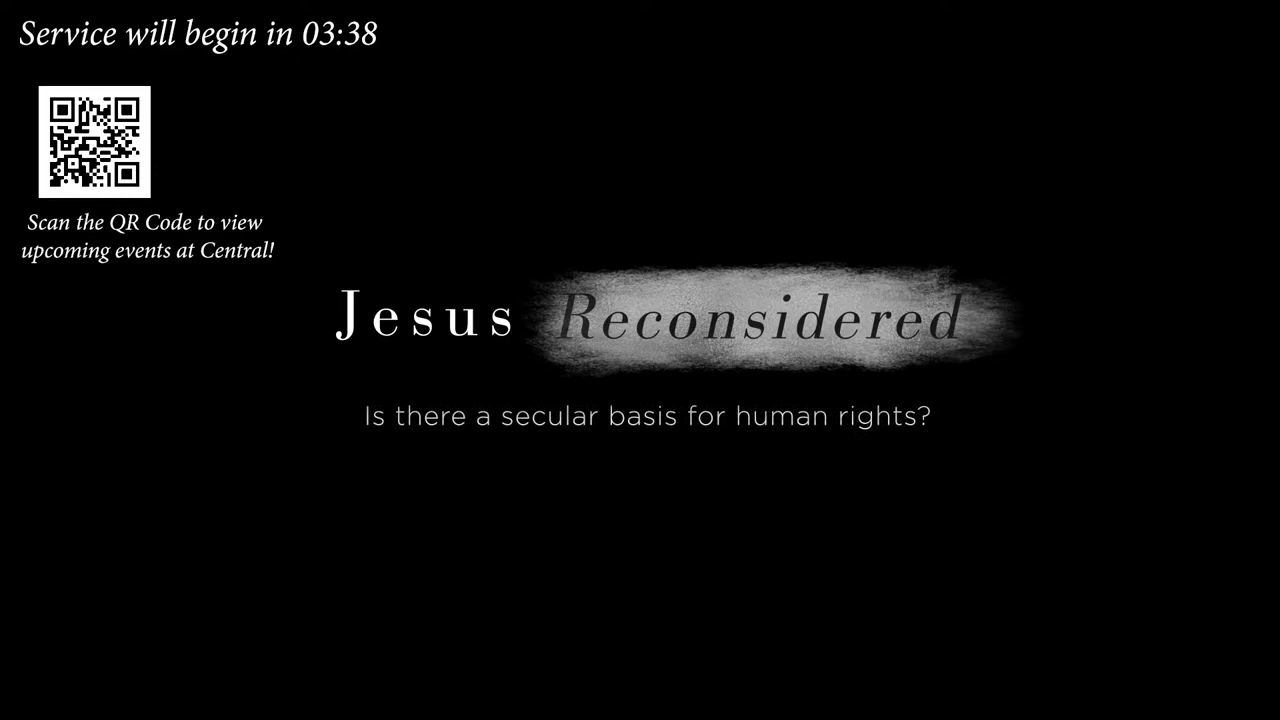 Service will begin in 03:38
Scan the QR Code to view
upcoming events at Central!
Jesus Reconsidered
Is there a secular basis for human rights?